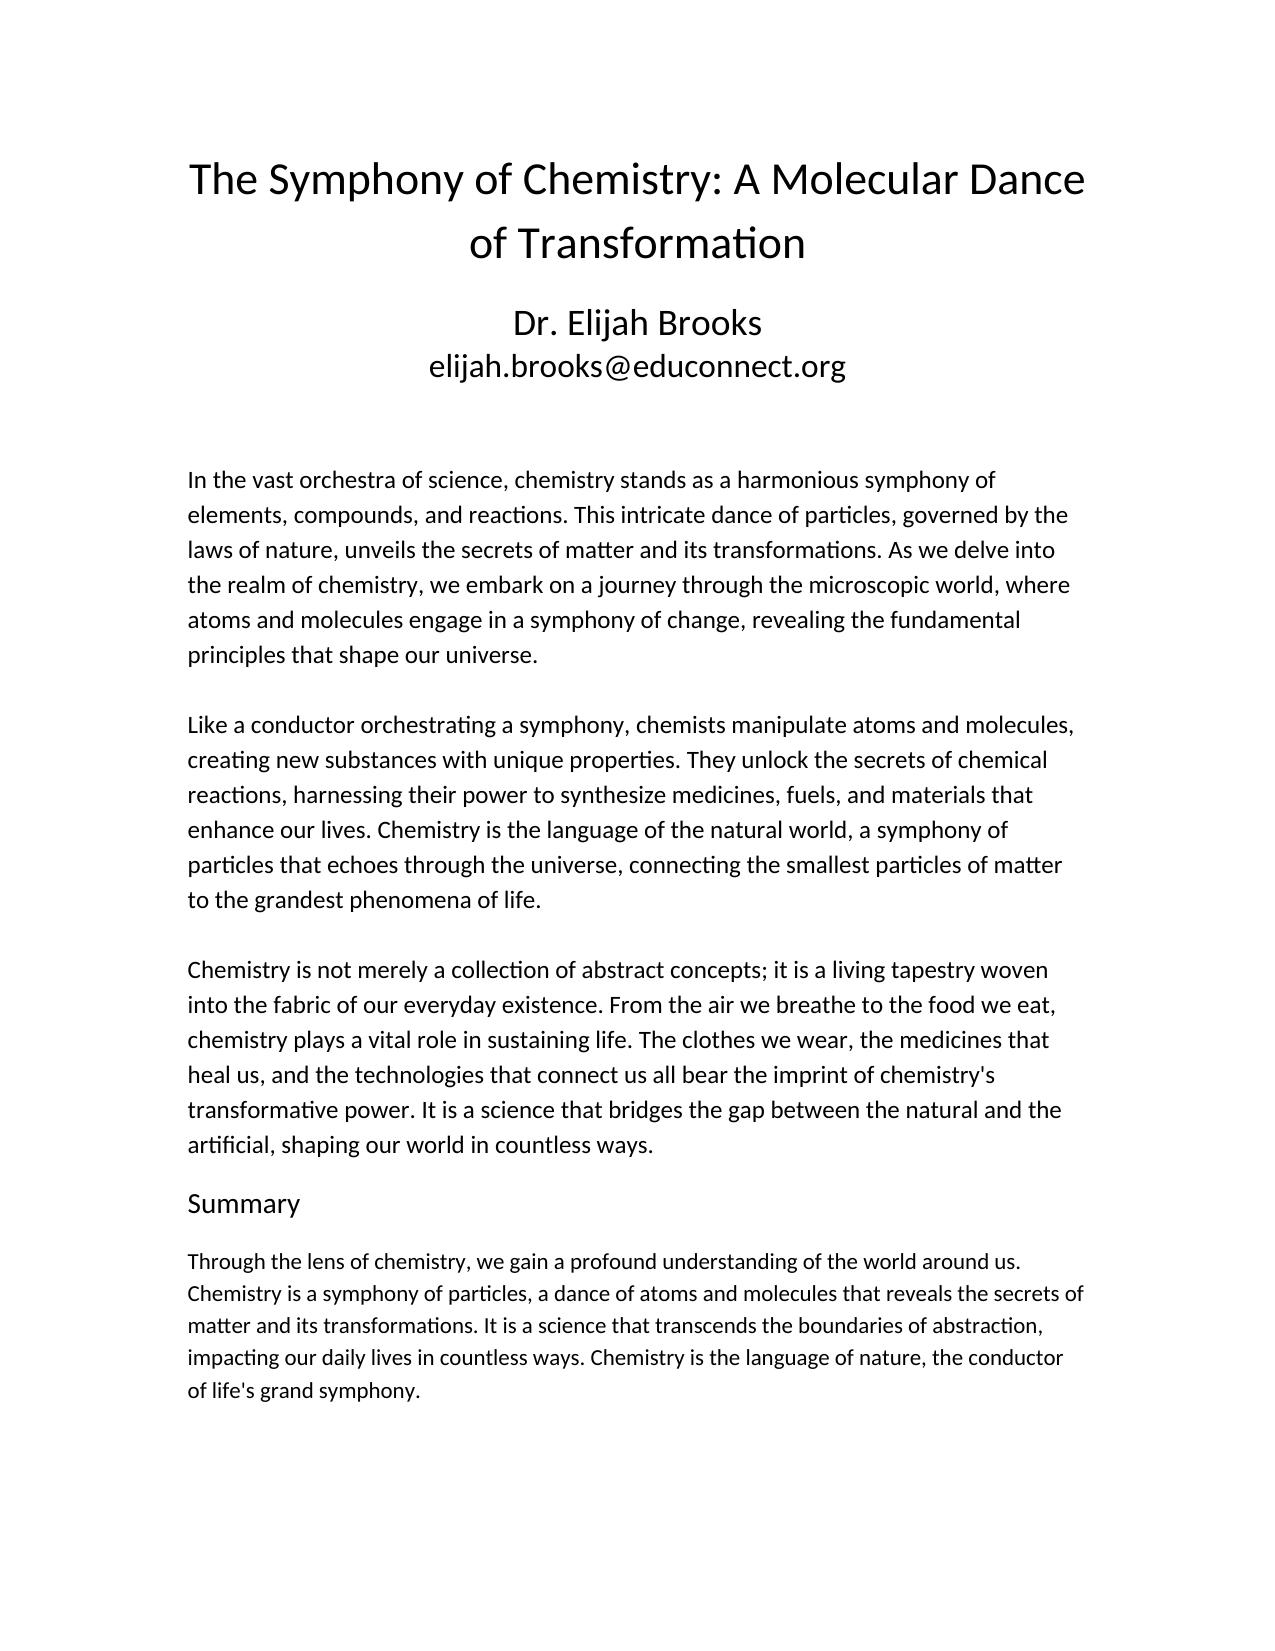 The Symphony of Chemistry: A Molecular Dance
of Transformation
Dr. Elijah Brooks
elijah.brooks@educonnect.org
In the vast orchestra of science, chemistry stands as a harmonious symphony of
elements, compounds, and reactions. This intricate dance of particles, governed by the
laws of nature, unveils the secrets of matter and its transformations. As we delve into
the realm of chemistry, we embark on a journey through the microscopic world, where
atoms and molecules engage in a symphony of change, revealing the fundamental
principles that shape our universe.
Like a conductor orchestrating a symphony, chemists manipulate atoms and molecules,
creating new substances with unique properties. They unlock the secrets of chemical
reactions, harnessing their power to synthesize medicines, fuels, and materials that
enhance our lives. Chemistry is the language of the natural world, a symphony of
particles that echoes through the universe, connecting the smallest particles of matter
to the grandest phenomena of life.
Chemistry is not merely a collection of abstract concepts; it is a living tapestry woven
into the fabric of our everyday existence. From the air we breathe to the food we eat,
chemistry plays a vital role in sustaining life. The clothes we wear, the medicines that
heal us, and the technologies that connect us all bear the imprint of chemistry's
transformative power. It is a science that bridges the gap between the natural and the
artificial, shaping our world in countless ways.
Summary
Through the lens of chemistry, we gain a profound understanding of the world around us.
Chemistry is a symphony of particles, a dance of atoms and molecules that reveals the secrets of
matter and its transformations. It is a science that transcends the boundaries of abstraction,
impacting our daily lives in countless ways. Chemistry is the language of nature, the conductor
of life's grand symphony.